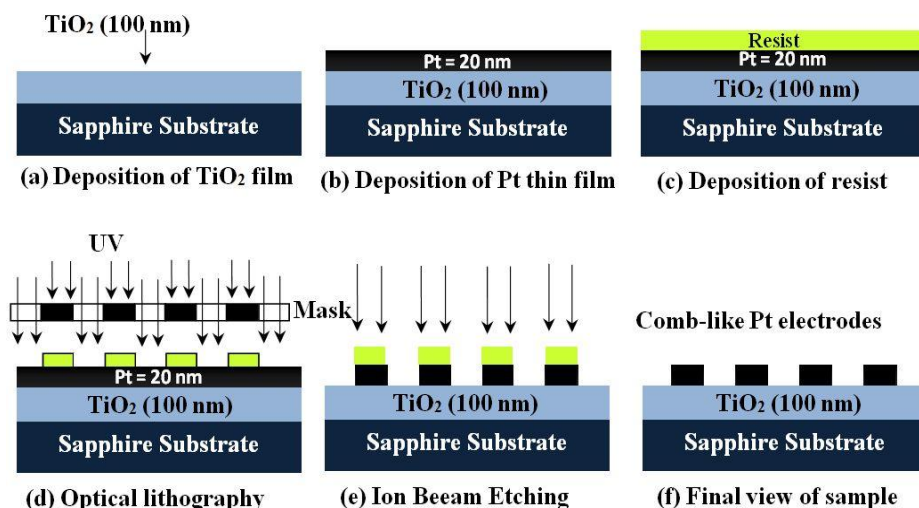 TiO₂ (100 nm)
Sapphire Substrate
(a) Deposition of TiO₂ film
Pt = 20 nm
TiO₂ (100 nm)
Sapphire Substrate
(b) Deposition of Pt thin film
Resist
Pt = 20 nm
TiO₂ (100 nm)
Sapphire Substrate
(c) Deposition of resist
UV
Mask
Pt = 20 nm
TiO₂ (100 nm)
Sapphire Substrate
(d) Optical lithography
TiO₂ (100 nm)
Sapphire Substrate
(e) Ion Beeam Etching
Comb-like Pt electrodes
TiO₂ (100 nm)
Sapphire Substrate
(f) Final view of sample